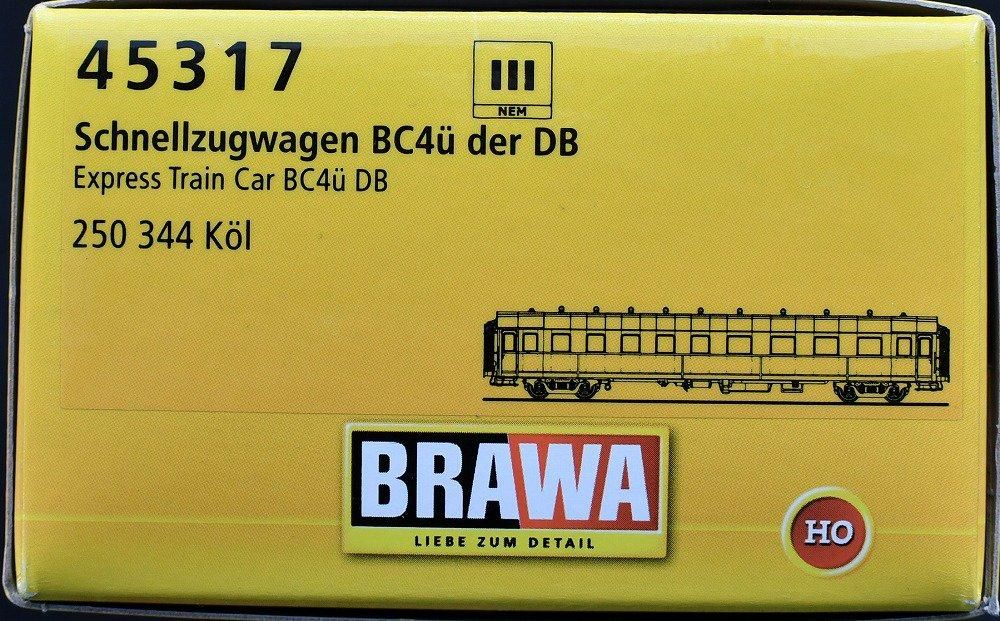 45317
III
NEM
Schnellzugwagen BC4ü der DB
Express Train Car BC4ü DB
250 344 Köl
BRAWA
LIEBE ZUM DETAIL
HO